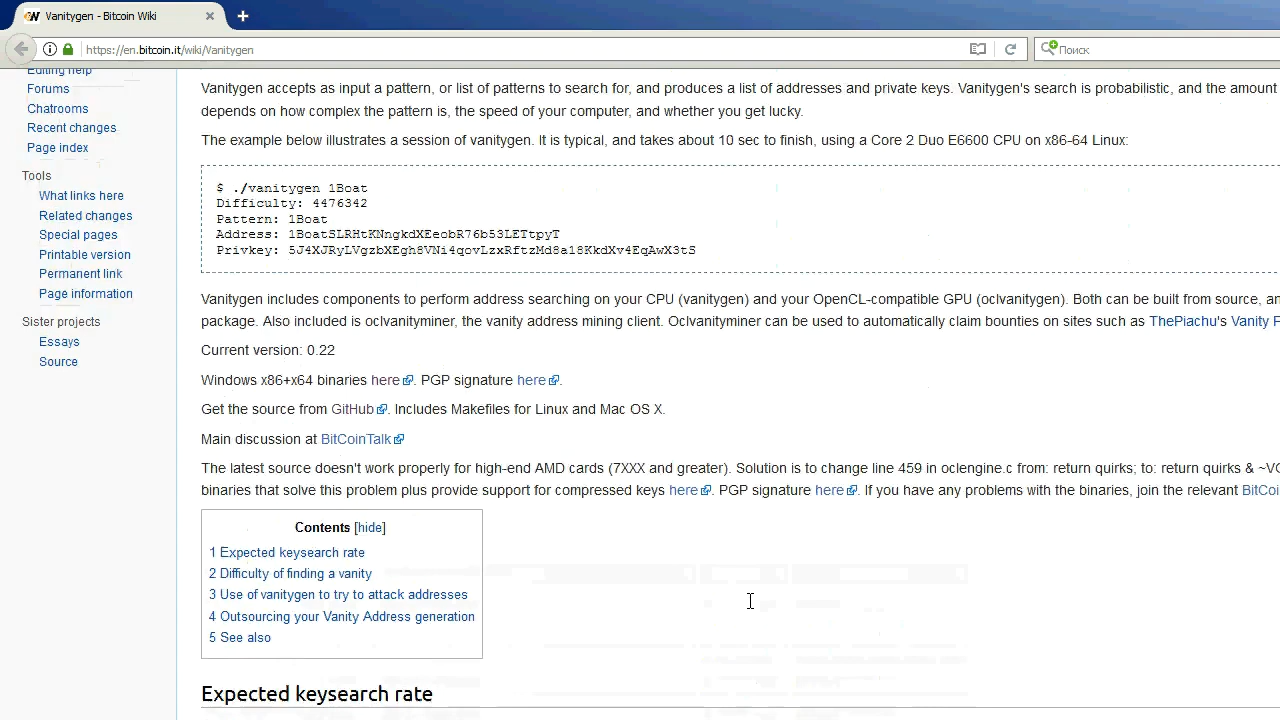 Vanitygen - Bitcoin Wiki
https://en.bitcoin.it/wiki/Vanitygen
Поиск
Editing help
Forums
Chatrooms
Recent changes
Page index
Tools
What links here
Related changes
Special pages
Printable version
Permanent link
Page information
Sister projects
Essays
Source
Vanitygen accepts as input a pattern, or list of patterns to search for, and produces a list of addresses and private keys. Vanitygen's search is probabilistic, and the amount
depends on how complex the pattern is, the speed of your computer, and whether you get lucky.
The example below illustrates a session of vanitygen. It is typical, and takes about 10 sec to finish, using a Core 2 Duo E6600 CPU on x86-64 Linux:
$ ./vanitygen 1Boat
Difficulty: 4476342
Pattern: 1Boat
Address: 1BoatSLRHtKNngkdXEeobR76b53LETtpyT
Privkey: 5J4XJRyLVgzbXEgh8VNi4qovLzxRftzMd8a18KkdXv4EqAwX3tS
Vanitygen includes components to perform address searching on your CPU (vanitygen) and your OpenCL-compatible GPU (oclvanitygen). Both can be built from source, an
package. Also included is oclvanityminer, the vanity address mining client. Oclvanityminer can be used to automatically claim bounties on sites such as ThePiachu's Vanity P
Current version: 0.22
Windows x86+x64 binaries here. PGP signature here.
Get the source from GitHub. Includes Makefiles for Linux and Mac OS X.
Main discussion at BitCoinTalk
The latest source doesn't work properly for high-end AMD cards (7XXX and greater). Solution is to change line 459 in oclengine.c from: return quirks; to: return quirks & ~VG
binaries that solve this problem plus provide support for compressed keys here. PGP signature here. If you have any problems with the binaries, join the relevant BitCoi
Contents [hide]
1 Expected keysearch rate
2 Difficulty of finding a vanity
3 Use of vanitygen to try to attack addresses
4 Outsourcing your Vanity Address generation
5 See also
Expected keysearch rate